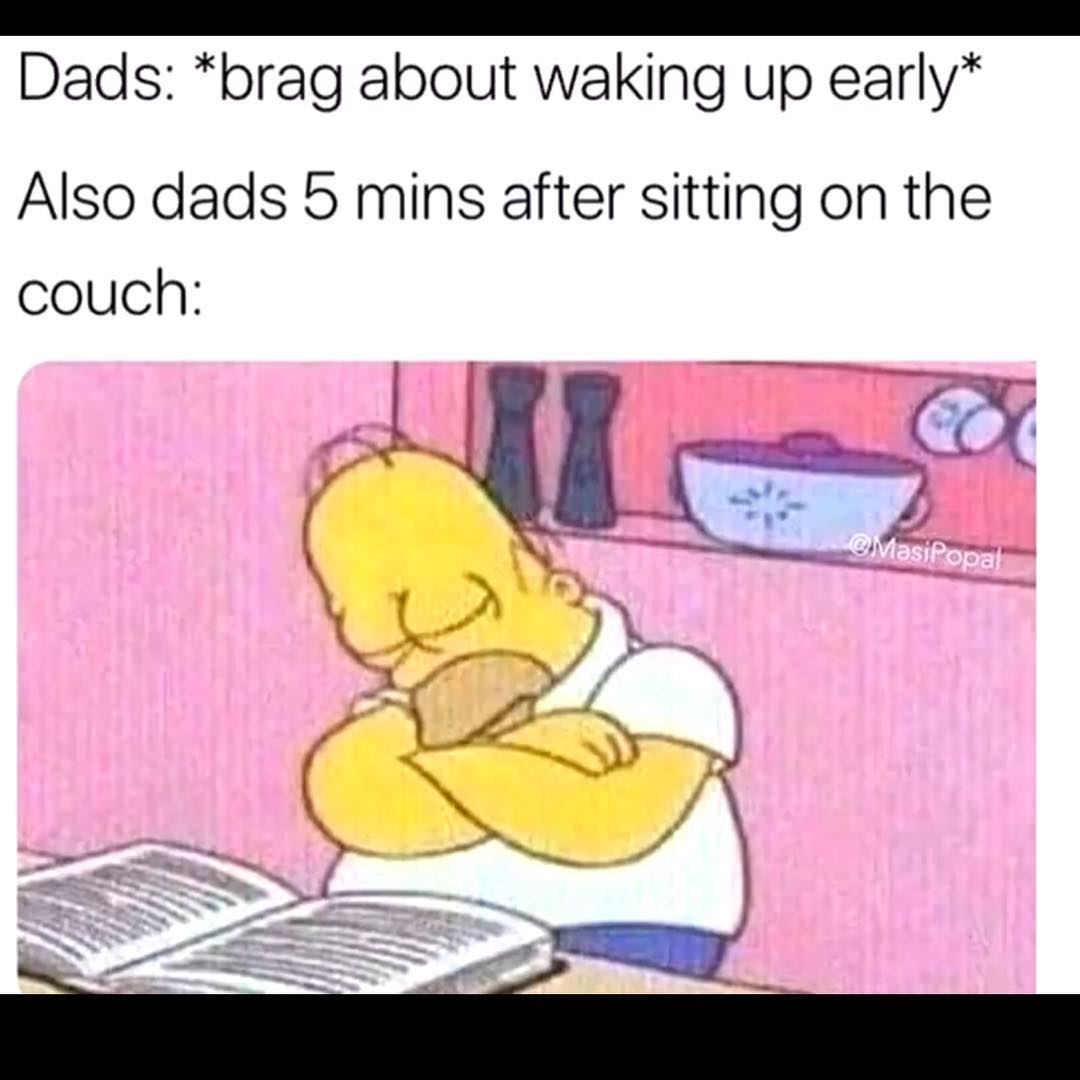 Dads: *brag about waking up early*
Also dads 5 mins after sitting on the
couch:
@MasiPopal